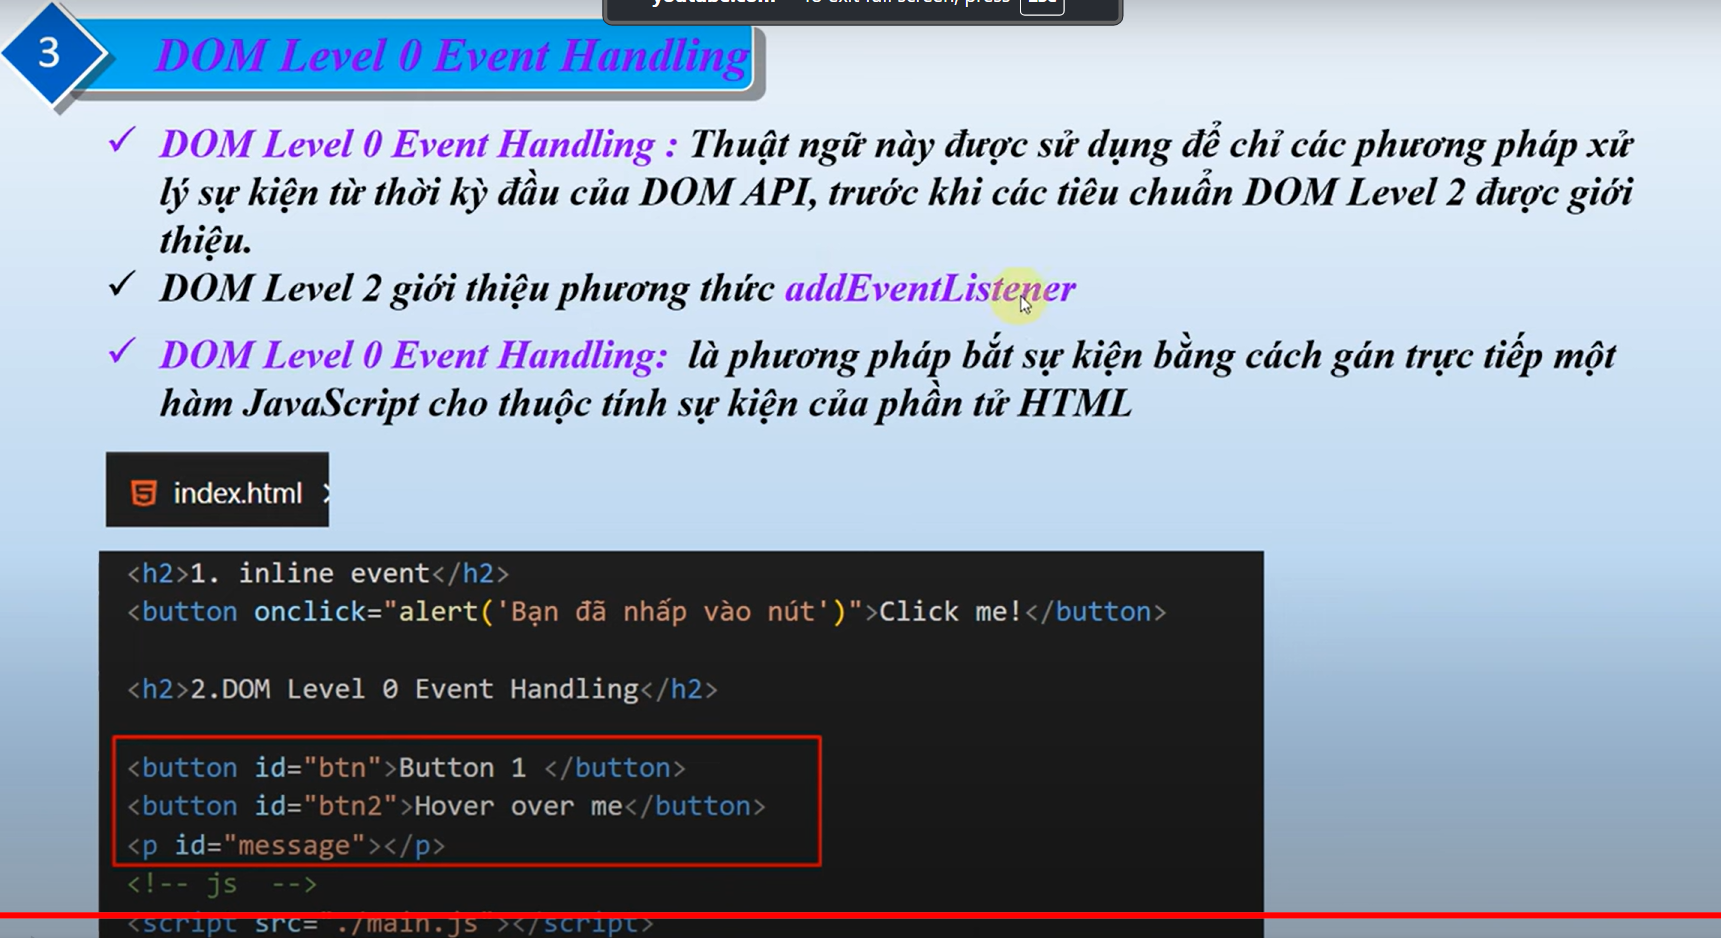 3
DOM Level 0 Event Handling
✓ DOM Level 0 Event Handling : Thuật ngữ này được sử dụng để chỉ các phương pháp xử
lý sự kiện từ thời kỳ đầu của DOM API, trước khi các tiêu chuẩn DOM Level 2 được giới
thiệu.
✓ DOM Level 2 giới thiệu phương thức addEventListener
✓ DOM Level 0 Event Handling: là phương pháp bắt sự kiện bằng cách gán trực tiếp một
hàm JavaScript cho thuộc tính sự kiện của phần tử HTML
index.html
<h2>1. inline event</h2>
<button onclick="alert('Bạn đã nhấp vào nút')">Click me!</button>
<h2>2.DOM Level 0 Event Handling</h2>
<button id="btn">Button 1 </button>
<button id="btn2">Hover over me</button>
<p id="message"></p>
<!-- js  -->
<script src="./main.js"></script>